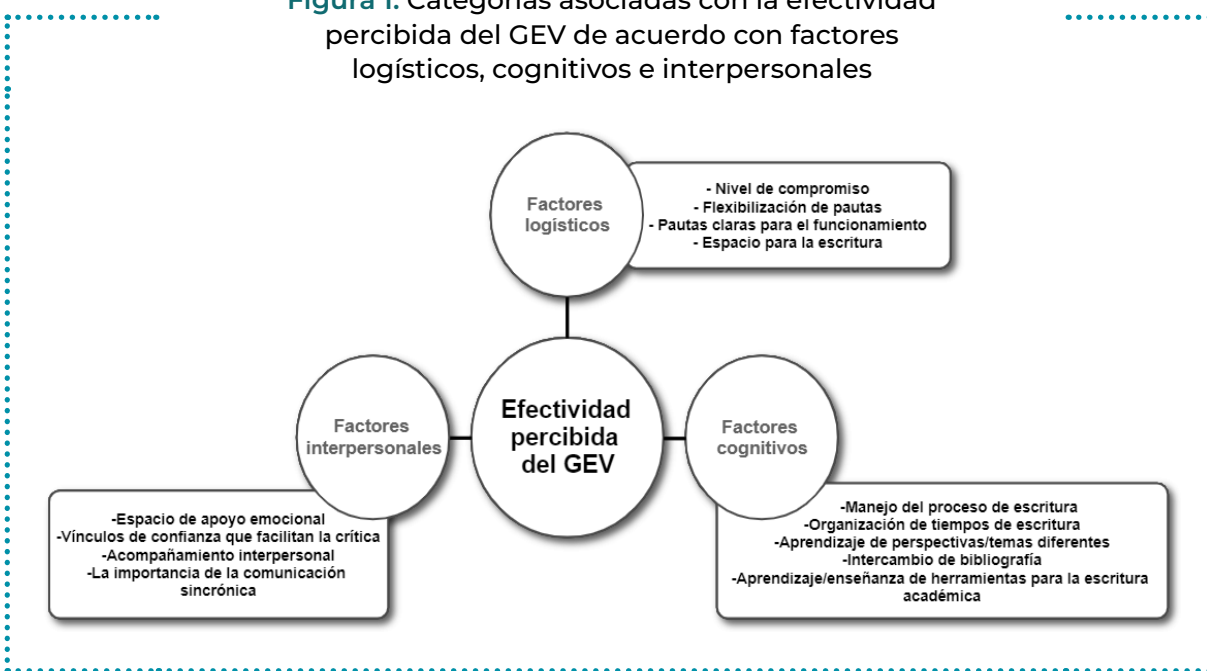 Figura 1. Categorías asociadas con la efectividad
percibida del GEV de acuerdo con factores
logísticos, cognitivos e interpersonales
Factores
logísticos
- Nivel de compromiso
- Flexibilización de pautas
- Pautas claras para el funcionamiento
- Espacio para la escritura
Efectividad
percibida
del GEV
Factores
interpersonales
-Espacio de apoyo emocional
-Vínculos de confianza que facilitan la crítica
-Acompañamiento interpersonal
-La importancia de la comunicación
sincrónica
Factores
cognitivos
-Manejo del proceso de escritura
-Organización de tiempos de escritura
-Aprendizaje de perspectivas/temas diferentes
-Intercambio de bibliografía
-Aprendizaje/enseñanza de herramientas para la escritura
académica